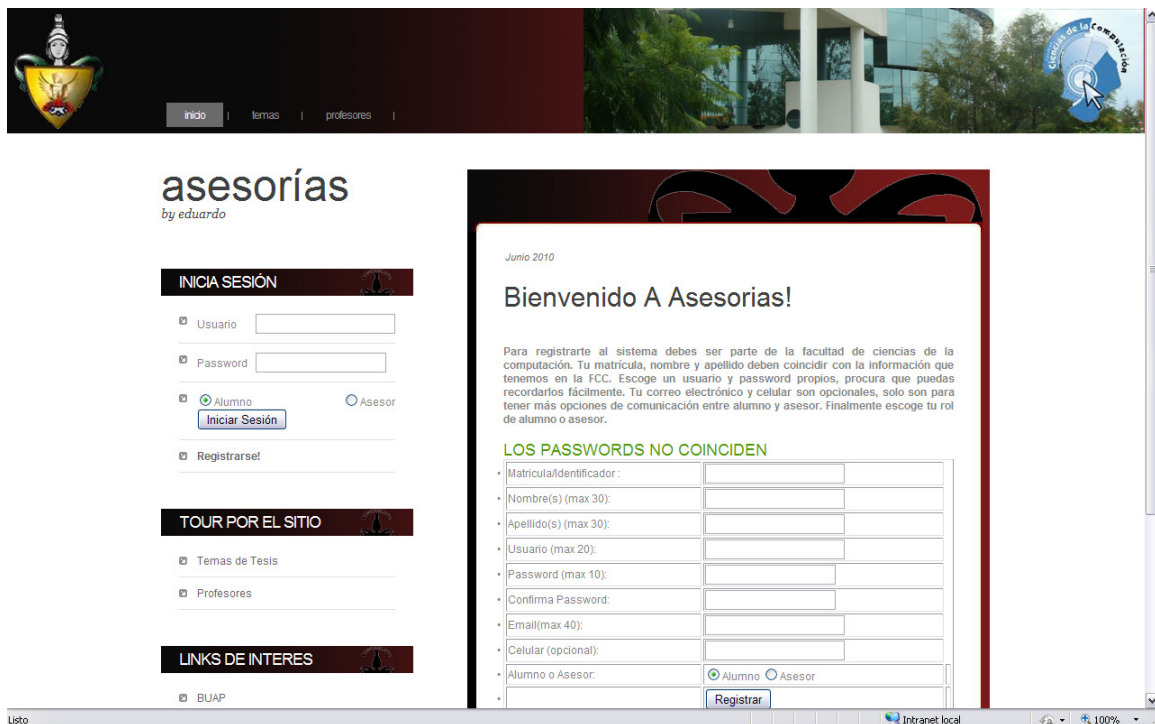 Ciencias de la Computación
inicio | temas | profesores |
asesorías
by eduardo
INICIA SESIÓN
Usuario
Password
Alumno Asesor
Iniciar Sesión
Registrarse!
TOUR POR EL SITIO
Temas de Tesis
Profesores
LINKS DE INTERES
BUAP
Junio 2010
Bienvenido A Asesorias!
Para registrarte al sistema debes ser parte de la facultad de ciencias de la
computación. Tu matrícula, nombre y apellido deben coincidir con la información que
tenemos en la FCC. Escoge un usuario y password propios, procura que puedas
recordarlos fácilmente. Tu correo electrónico y celular son opcionales, solo son para
tener más opciones de comunicación entre alumno y asesor. Finalmente escoge tu rol
de alumno o asesor.
LOS PASSWORDS NO COINCIDEN
Matricula/Identificador :
Nombre(s) (max 30):
Apellido(s) (max 30):
Usuario (max 20):
Password (max 10):
Confirma Password:
Email(max 40):
Celular (opcional):
Alumno o Asesor: Alumno Asesor
Registrar
Listo Intranet local 100%